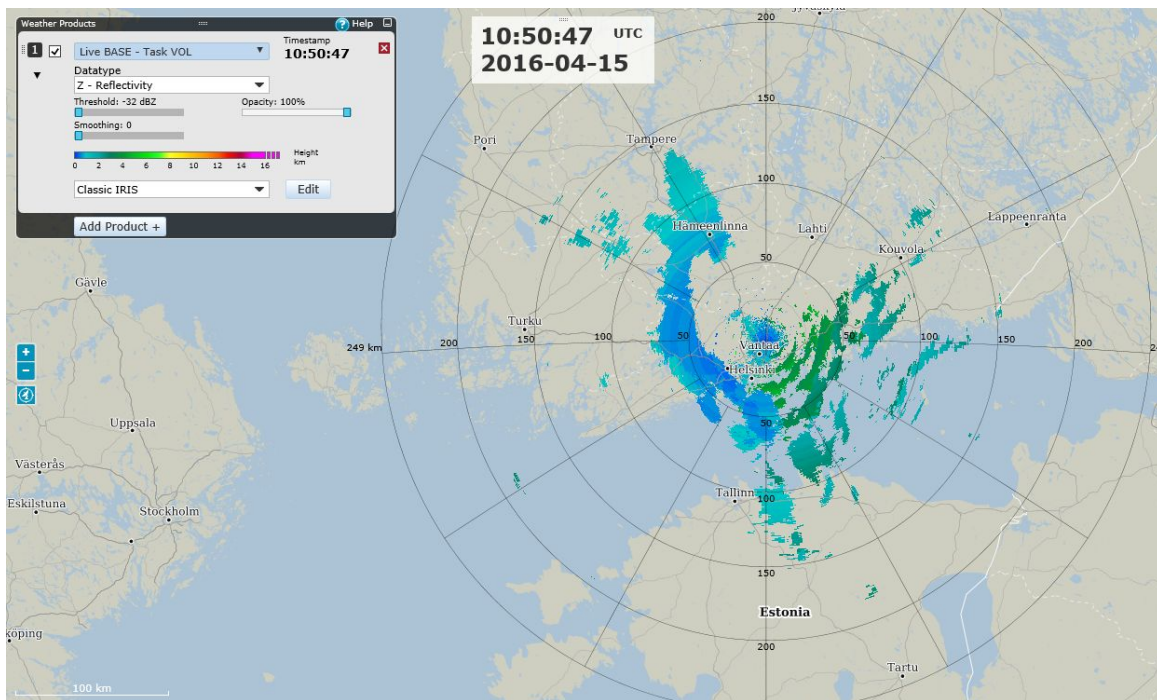 Weather Products
Help
1
Live BASE - Task VOL
Timestamp
10:50:47
Datatype
Z - Reflectivity
Threshold: -32 dBZ
Opacity: 100%
Smoothing: 0
0 2 4 6 8 10 12 14 16
Height
km
Classic IRIS
Edit
Add Product +
10:50:47 UTC
2016-04-15
200
Jyväskylä
150
Pori
Tampere
100
Hämeenlinna
Lahti
Lappeenranta
Kouvola
50
Gävle
Turku
249 km
200
150
100
50
Vantaa
50
100
150
200
Helsinki
50
Uppsala
Västerås
Eskilstuna
Stockholm
Tallinn
100
150
Estonia
köping
200
Tartu
100 km
+
−